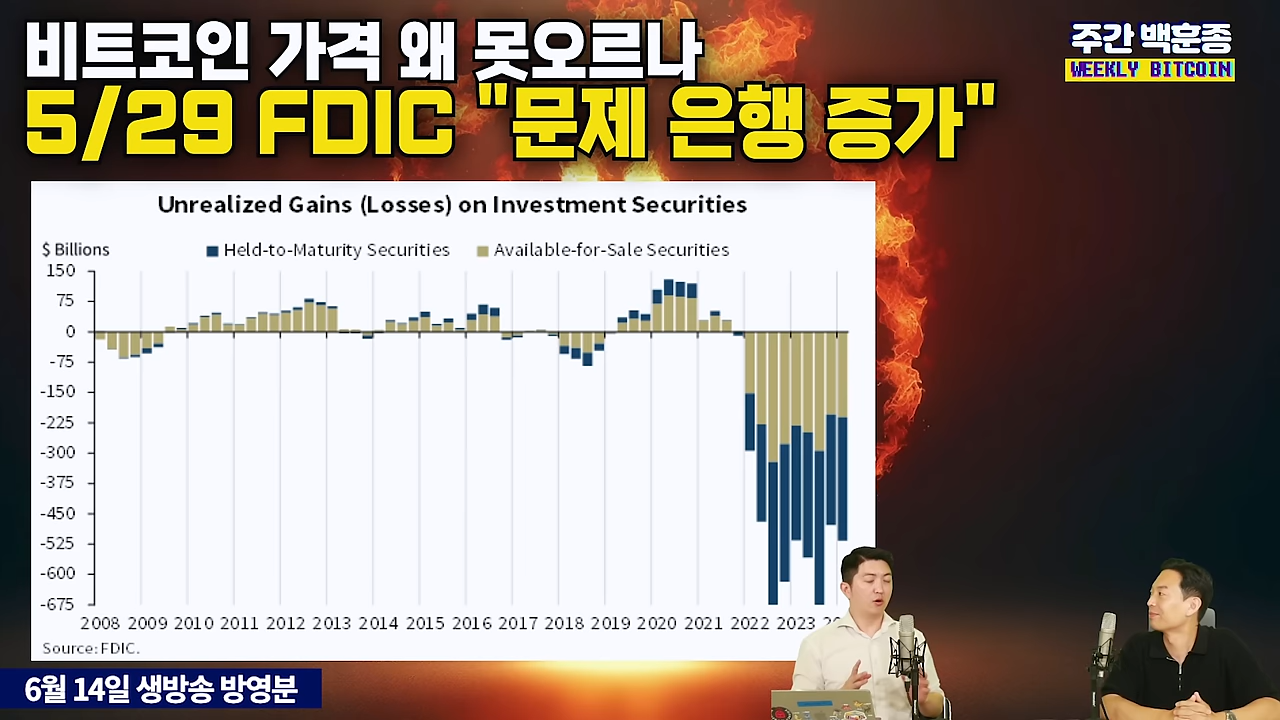 비트코인 가격 왜 못오르나
5/29 FDIC "문제 은행 증가"
주간 백훈종
WEEKLY BITCOIN
Unrealized Gains (Losses) on Investment Securities
$ Billions
Held-to-Maturity Securities
Available-for-Sale Securities
150
75
0
-75
-150
-225
-300
-375
-450
-525
-600
-675
2008 2009 2010 2011 2012 2013 2014 2015 2016 2017 2018 2019 2020 2021 2022 2023
Source: FDIC.
6월 14일 생방송 방영분